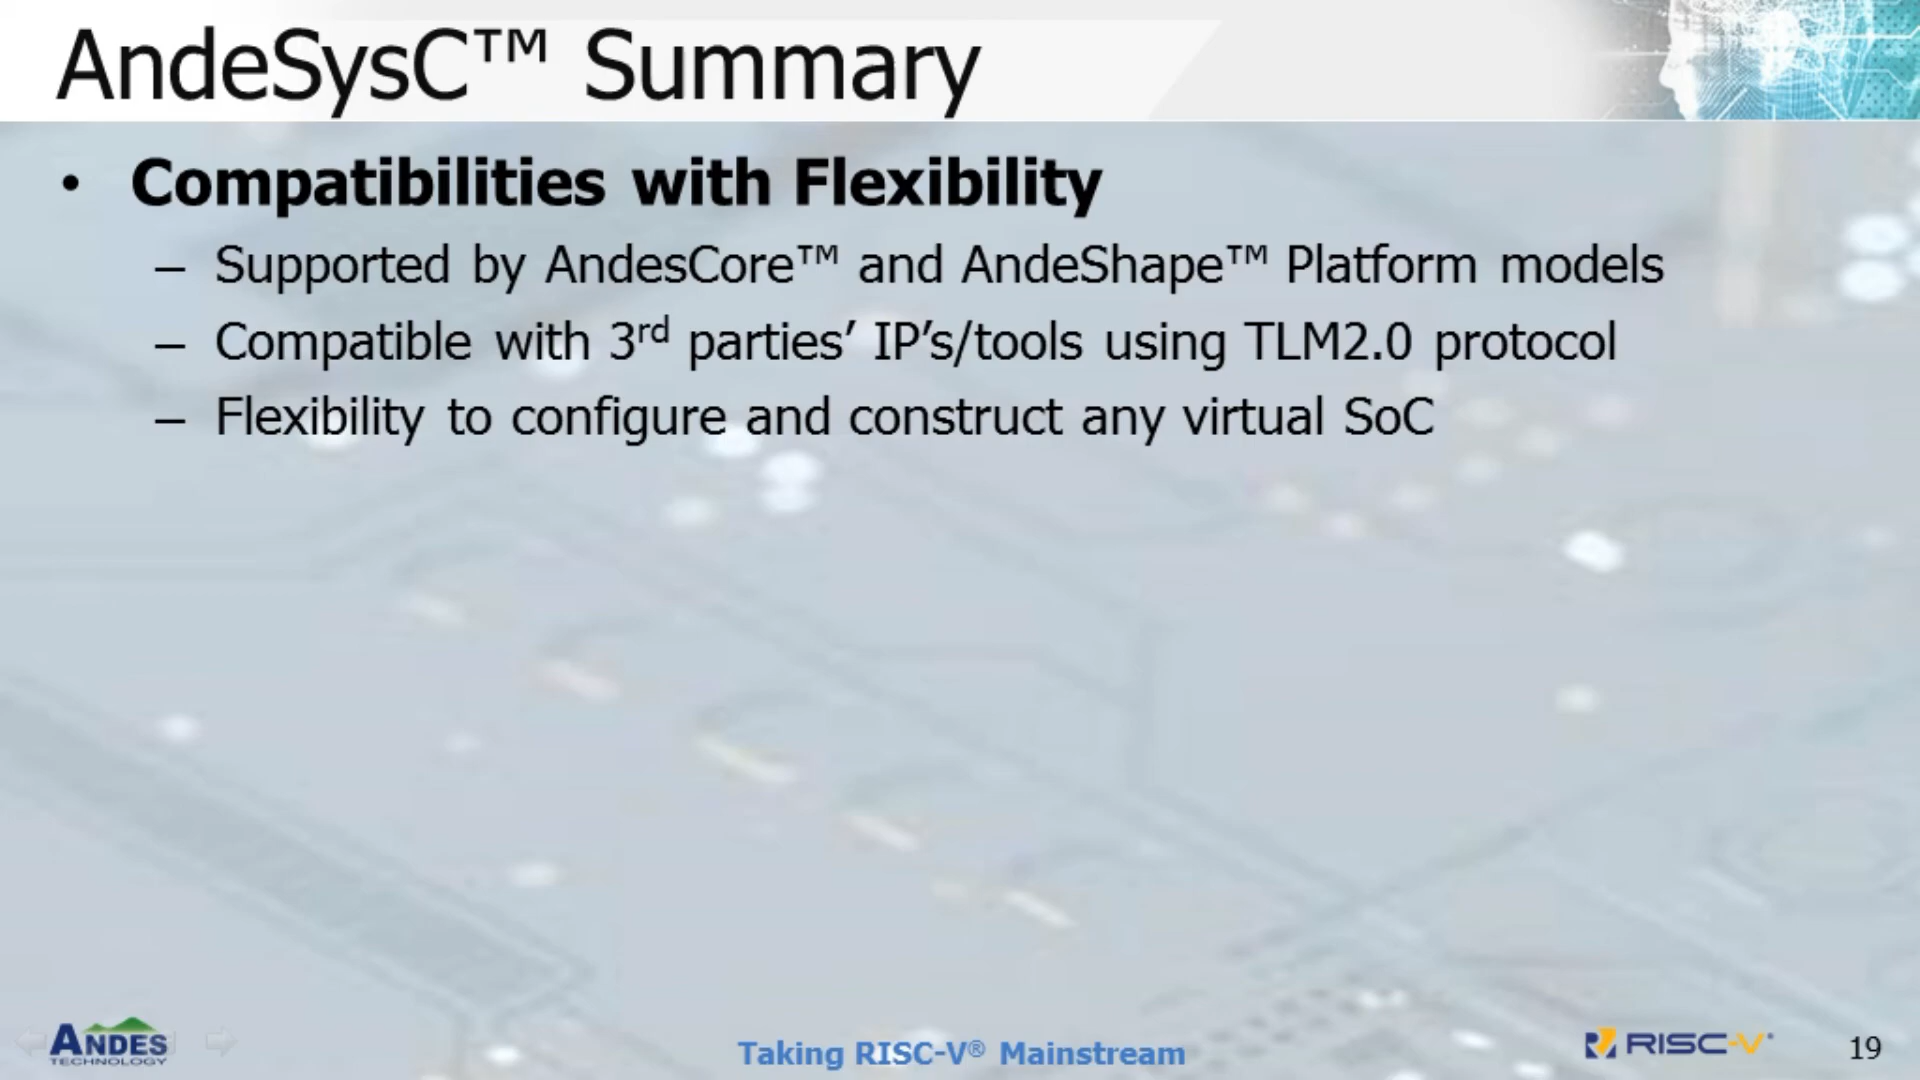 AndeSysC™ Summary
• Compatibilities with Flexibility
– Supported by AndesCore™ and AndeShape™ Platform models
– Compatible with 3rd parties’ IP’s/tools using TLM2.0 protocol
– Flexibility to configure and construct any virtual SoC
ANDES
TECHNOLOGY
Taking RISC-V® Mainstream
RISC-V
19